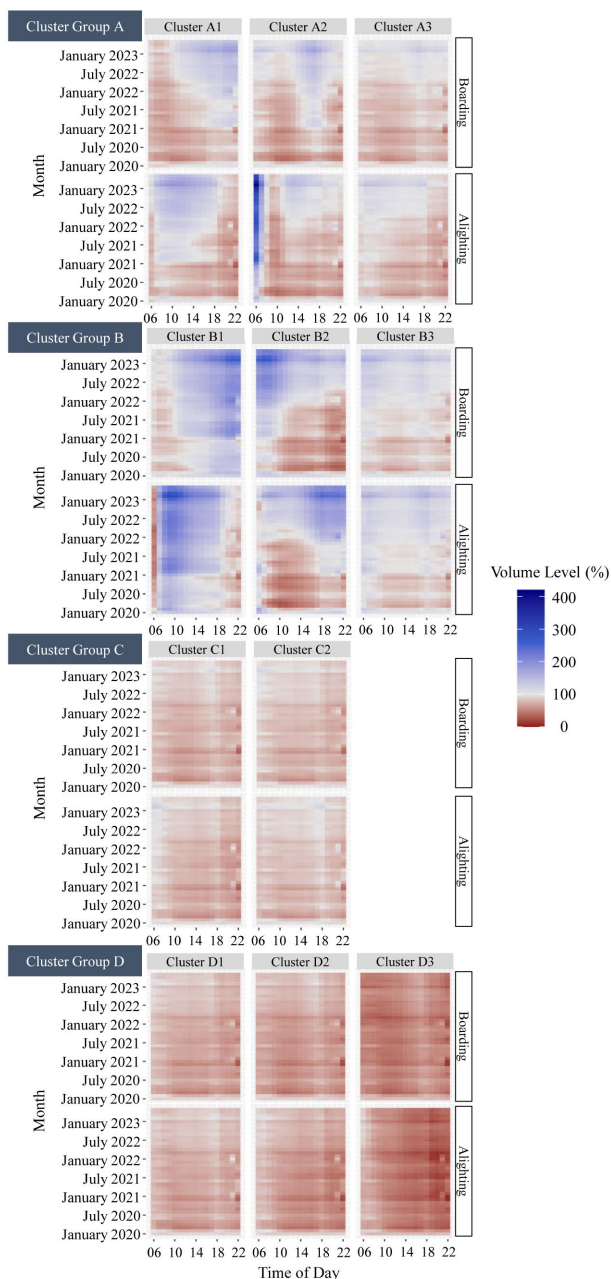 Cluster Group A
Cluster A1 Cluster A2 Cluster A3
January 2023
July 2022
January 2022
July 2021
January 2021
July 2020
January 2020
Boarding
January 2023
July 2022
January 2022
July 2021
January 2021
July 2020
January 2020
Alighting
Month
06 10 14 18 22 06 10 14 18 22 06 10 14 18 22
Cluster Group B
Cluster B1 Cluster B2 Cluster B3
January 2023
July 2022
January 2022
July 2021
January 2021
July 2020
January 2020
Boarding
January 2023
July 2022
January 2022
July 2021
January 2021
July 2020
January 2020
Alighting
Month
06 10 14 18 22 06 10 14 18 22 06 10 14 18 22
Volume Level (%)
400
300
200
100
0
Cluster Group C
Cluster C1 Cluster C2
January 2023
July 2022
January 2022
July 2021
January 2021
July 2020
January 2020
Boarding
January 2023
July 2022
January 2022
July 2021
January 2021
July 2020
January 2020
Alighting
Month
06 10 14 18 22 06 10 14 18 22
Cluster Group D
Cluster D1 Cluster D2 Cluster D3
January 2023
July 2022
January 2022
July 2021
January 2021
July 2020
January 2020
Boarding
January 2023
July 2022
January 2022
July 2021
January 2021
July 2020
January 2020
Alighting
Month
06 10 14 18 22 06 10 14 18 22 06 10 14 18 22
Time of Day